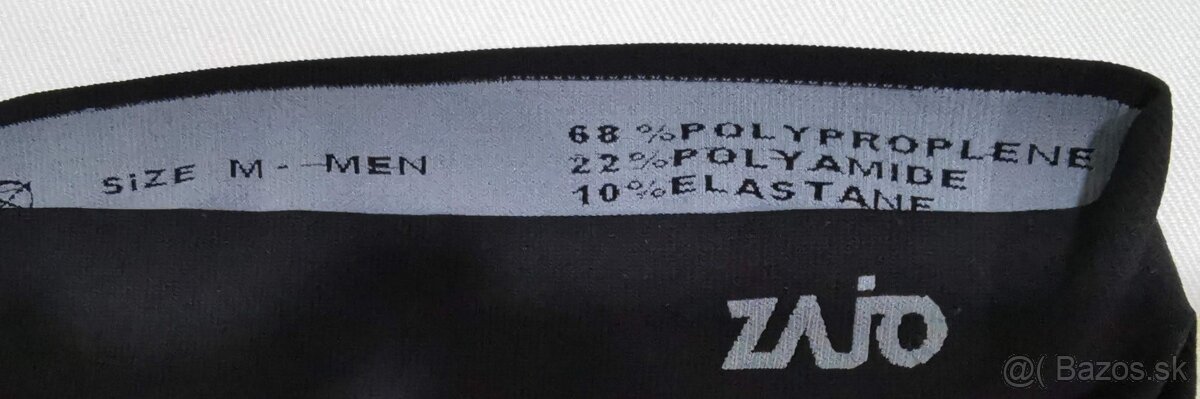 SiZE M--MEN
68 %POLYPROPLENE
22%POLYAMIDE
10%ELASTANE
ZAJO
@( Bazos.sk